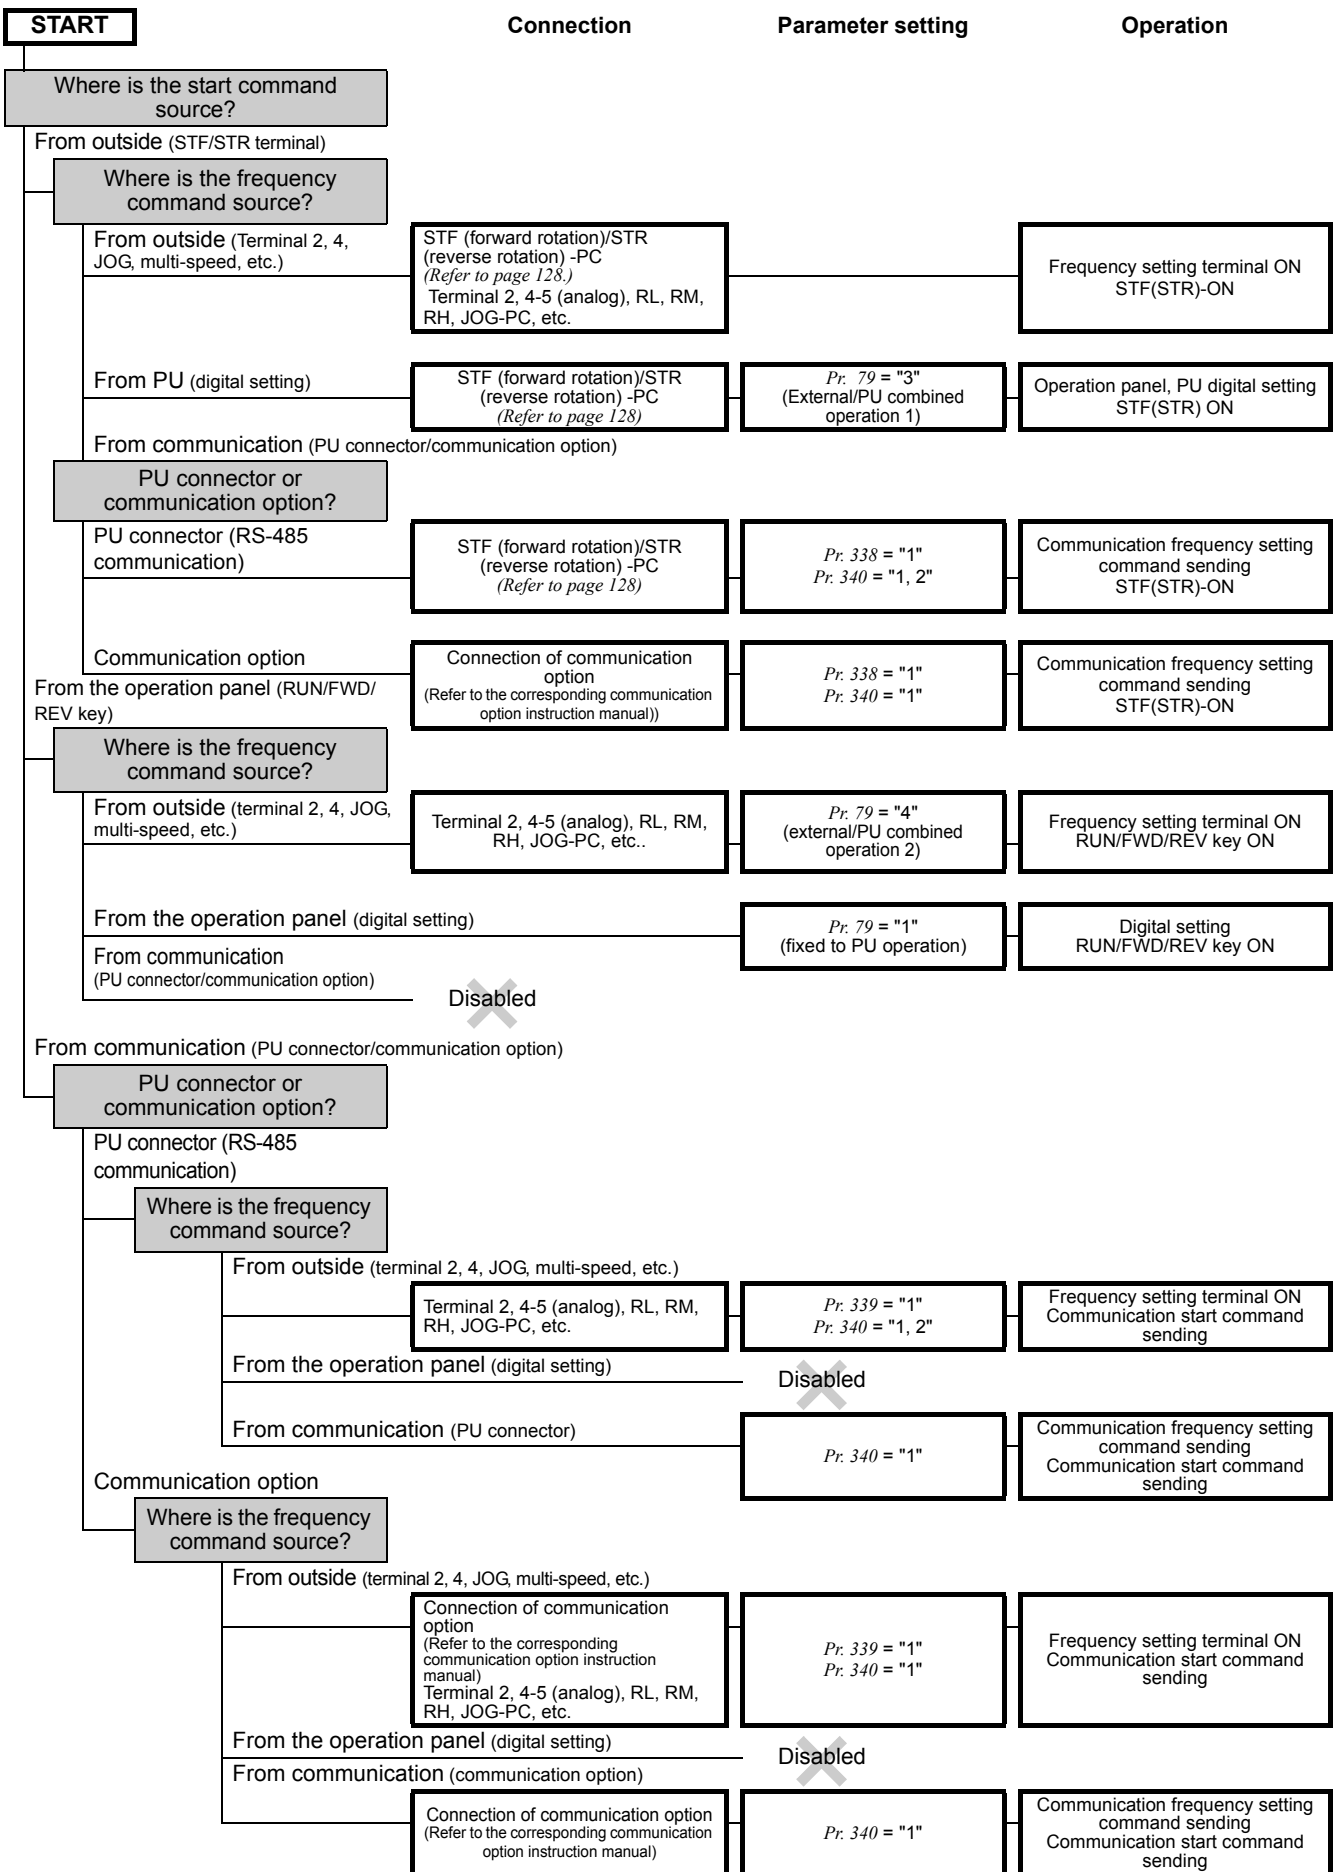 START
Connection
Parameter setting
Operation
Where is the start command
source?
From outside (STF/STR terminal)
Where is the frequency
command source?
From outside (Terminal 2, 4,
JOG, multi-speed, etc.)
STF (forward rotation)/STR
(reverse rotation) -PC
(Refer to page 128.)
Terminal 2, 4-5 (analog), RL, RM,
RH, JOG-PC, etc.
Frequency setting terminal ON
STF(STR)-ON
From PU (digital setting)
STF (forward rotation)/STR
(reverse rotation) -PC
(Refer to page 128)
Pr. 79 = "3"
(External/PU combined
operation 1)
Operation panel, PU digital setting
STF(STR) ON
From communication (PU connector/communication option)
PU connector or
communication option?
PU connector (RS-485
communication)
STF (forward rotation)/STR
(reverse rotation) -PC
(Refer to page 128)
Pr. 338 = "1"
Pr. 340 = "1, 2"
Communication frequency setting
command sending
STF(STR)-ON
Communication option
Connection of communication
option
(Refer to the corresponding communication
option instruction manual))
Pr. 338 = "1"
Pr. 340 = "1"
Communication frequency setting
command sending
STF(STR)-ON
From the operation panel (RUN/FWD/
REV key)
Where is the frequency
command source?
From outside (terminal 2, 4, JOG,
multi-speed, etc.)
Terminal 2, 4-5 (analog), RL, RM,
RH, JOG-PC, etc..
Pr. 79 = "4"
(external/PU combined
operation 2)
Frequency setting terminal ON
RUN/FWD/REV key ON
From the operation panel (digital setting)
Pr. 79 = "1"
(fixed to PU operation)
Digital setting
RUN/FWD/REV key ON
From communication
(PU connector/communication option)
Disabled
From communication (PU connector/communication option)
PU connector or
communication option?
PU connector (RS-485
communication)
Where is the frequency
command source?
From outside (terminal 2, 4, JOG, multi-speed, etc.)
Terminal 2, 4-5 (analog), RL, RM,
RH, JOG-PC, etc.
Pr. 339 = "1"
Pr. 340 = "1, 2"
Frequency setting terminal ON
Communication start command
sending
From the operation panel (digital setting)
Disabled
From communication (PU connector)
Pr. 340 = "1"
Communication frequency setting
command sending
Communication start command
sending
Communication option
Where is the frequency
command source?
From outside (terminal 2, 4, JOG, multi-speed, etc.)
Connection of communication
option
(Refer to the corresponding
communication option instruction
manual)
Terminal 2, 4-5 (analog), RL, RM,
RH, JOG-PC, etc.
Pr. 339 = "1"
Pr. 340 = "1"
Frequency setting terminal ON
Communication start command
sending
From the operation panel (digital setting)
Disabled
From communication (communication option)
Connection of communication option
(Refer to the corresponding communication
option instruction manual)
Pr. 340 = "1"
Communication frequency setting
command sending
Communication start command
sending